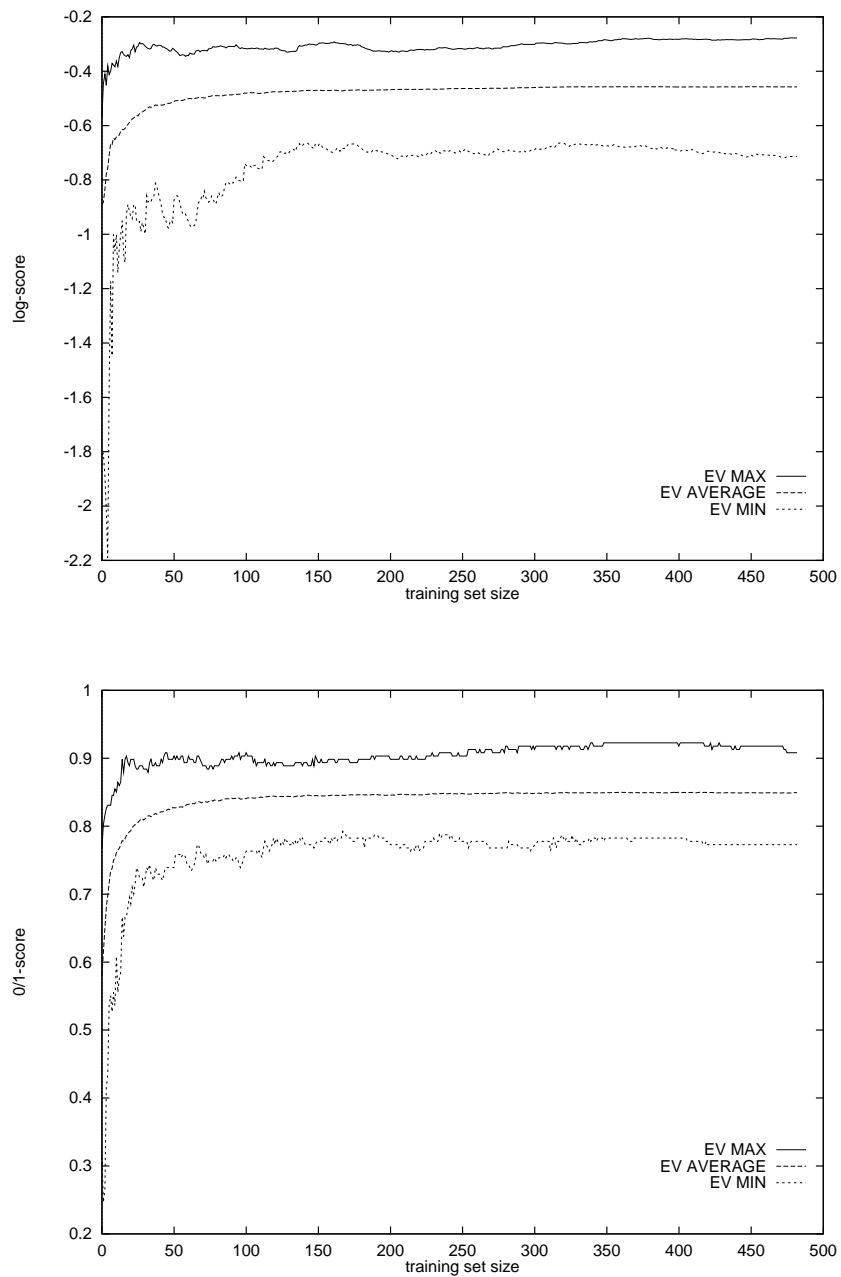 -0.2
-0.4
-0.6
-0.8
-1
-1.2
-1.4
-1.6
-1.8
-2
-2.2
log-score
EV MAX
EV AVERAGE
EV MIN
0 50 100 150 200 250 300 350 400 450 500
training set size
1
0.9
0.8
0.7
0.6
0.5
0.4
0.3
0.2
0/1-score
EV MAX
EV AVERAGE
EV MIN
0 50 100 150 200 250 300 350 400 450 500
training set size